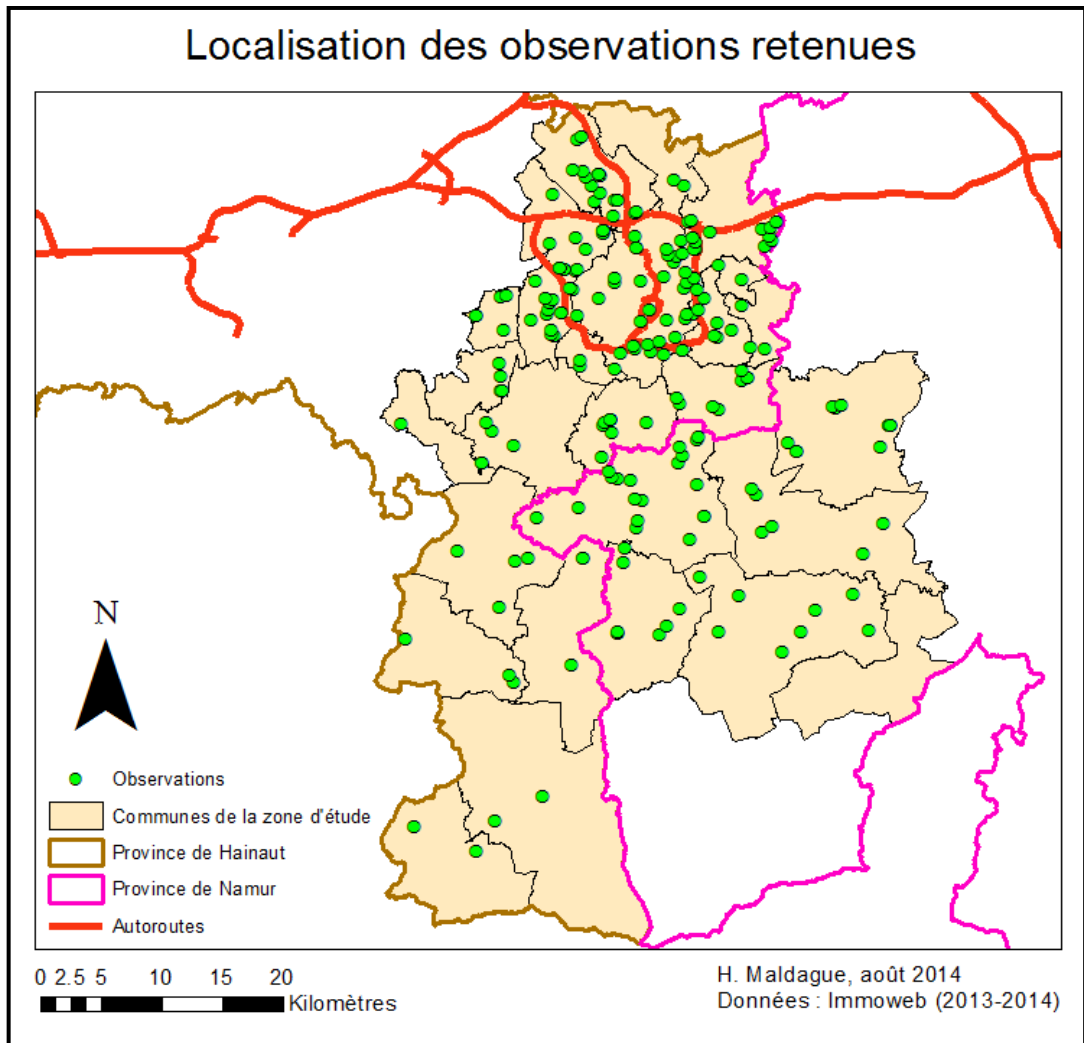 Localisation des observations retenues
N
Observations
Communes de la zone d'étude
Province de Hainaut
Province de Namur
Autoroutes
0 2.5 5 10 15 20
Kilomètres
H. Maldague, août 2014
Données : Immoweb (2013-2014)